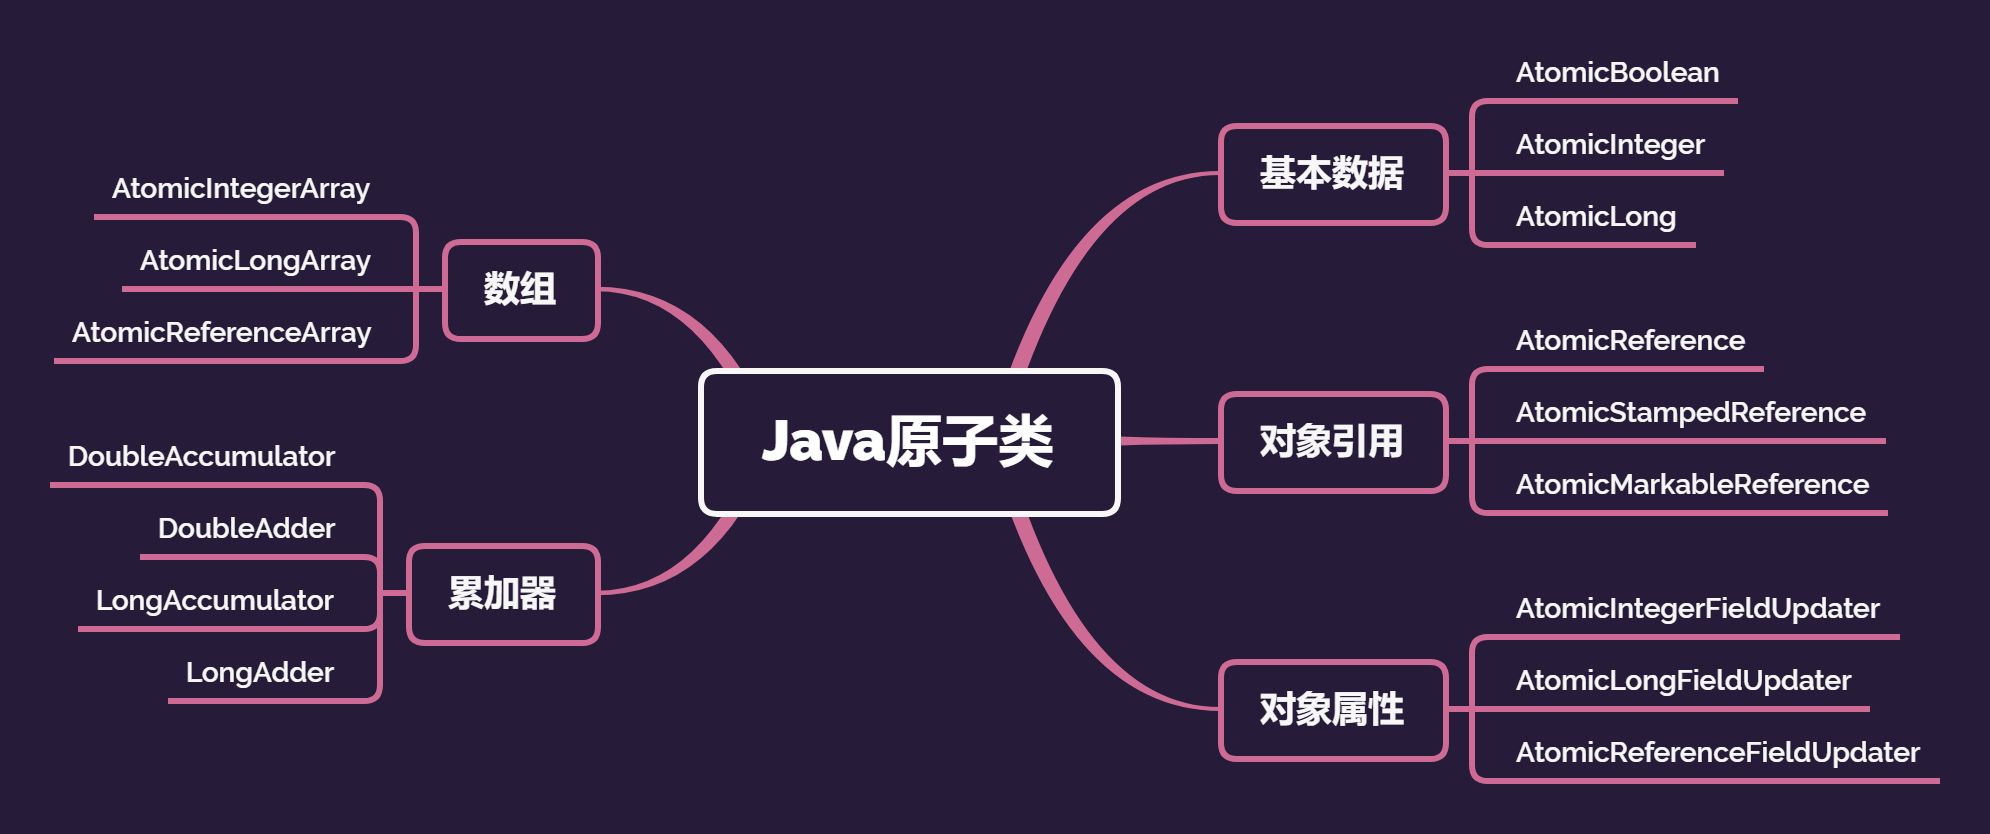 Java原子类
基本数据
AtomicBoolean
AtomicInteger
AtomicLong
对象引用
AtomicReference
AtomicStampedReference
AtomicMarkableReference
对象属性
AtomicIntegerFieldUpdater
AtomicLongFieldUpdater
AtomicReferenceFieldUpdater
数组
AtomicIntegerArray
AtomicLongArray
AtomicReferenceArray
累加器
DoubleAccumulator
DoubleAdder
LongAccumulator
LongAdder